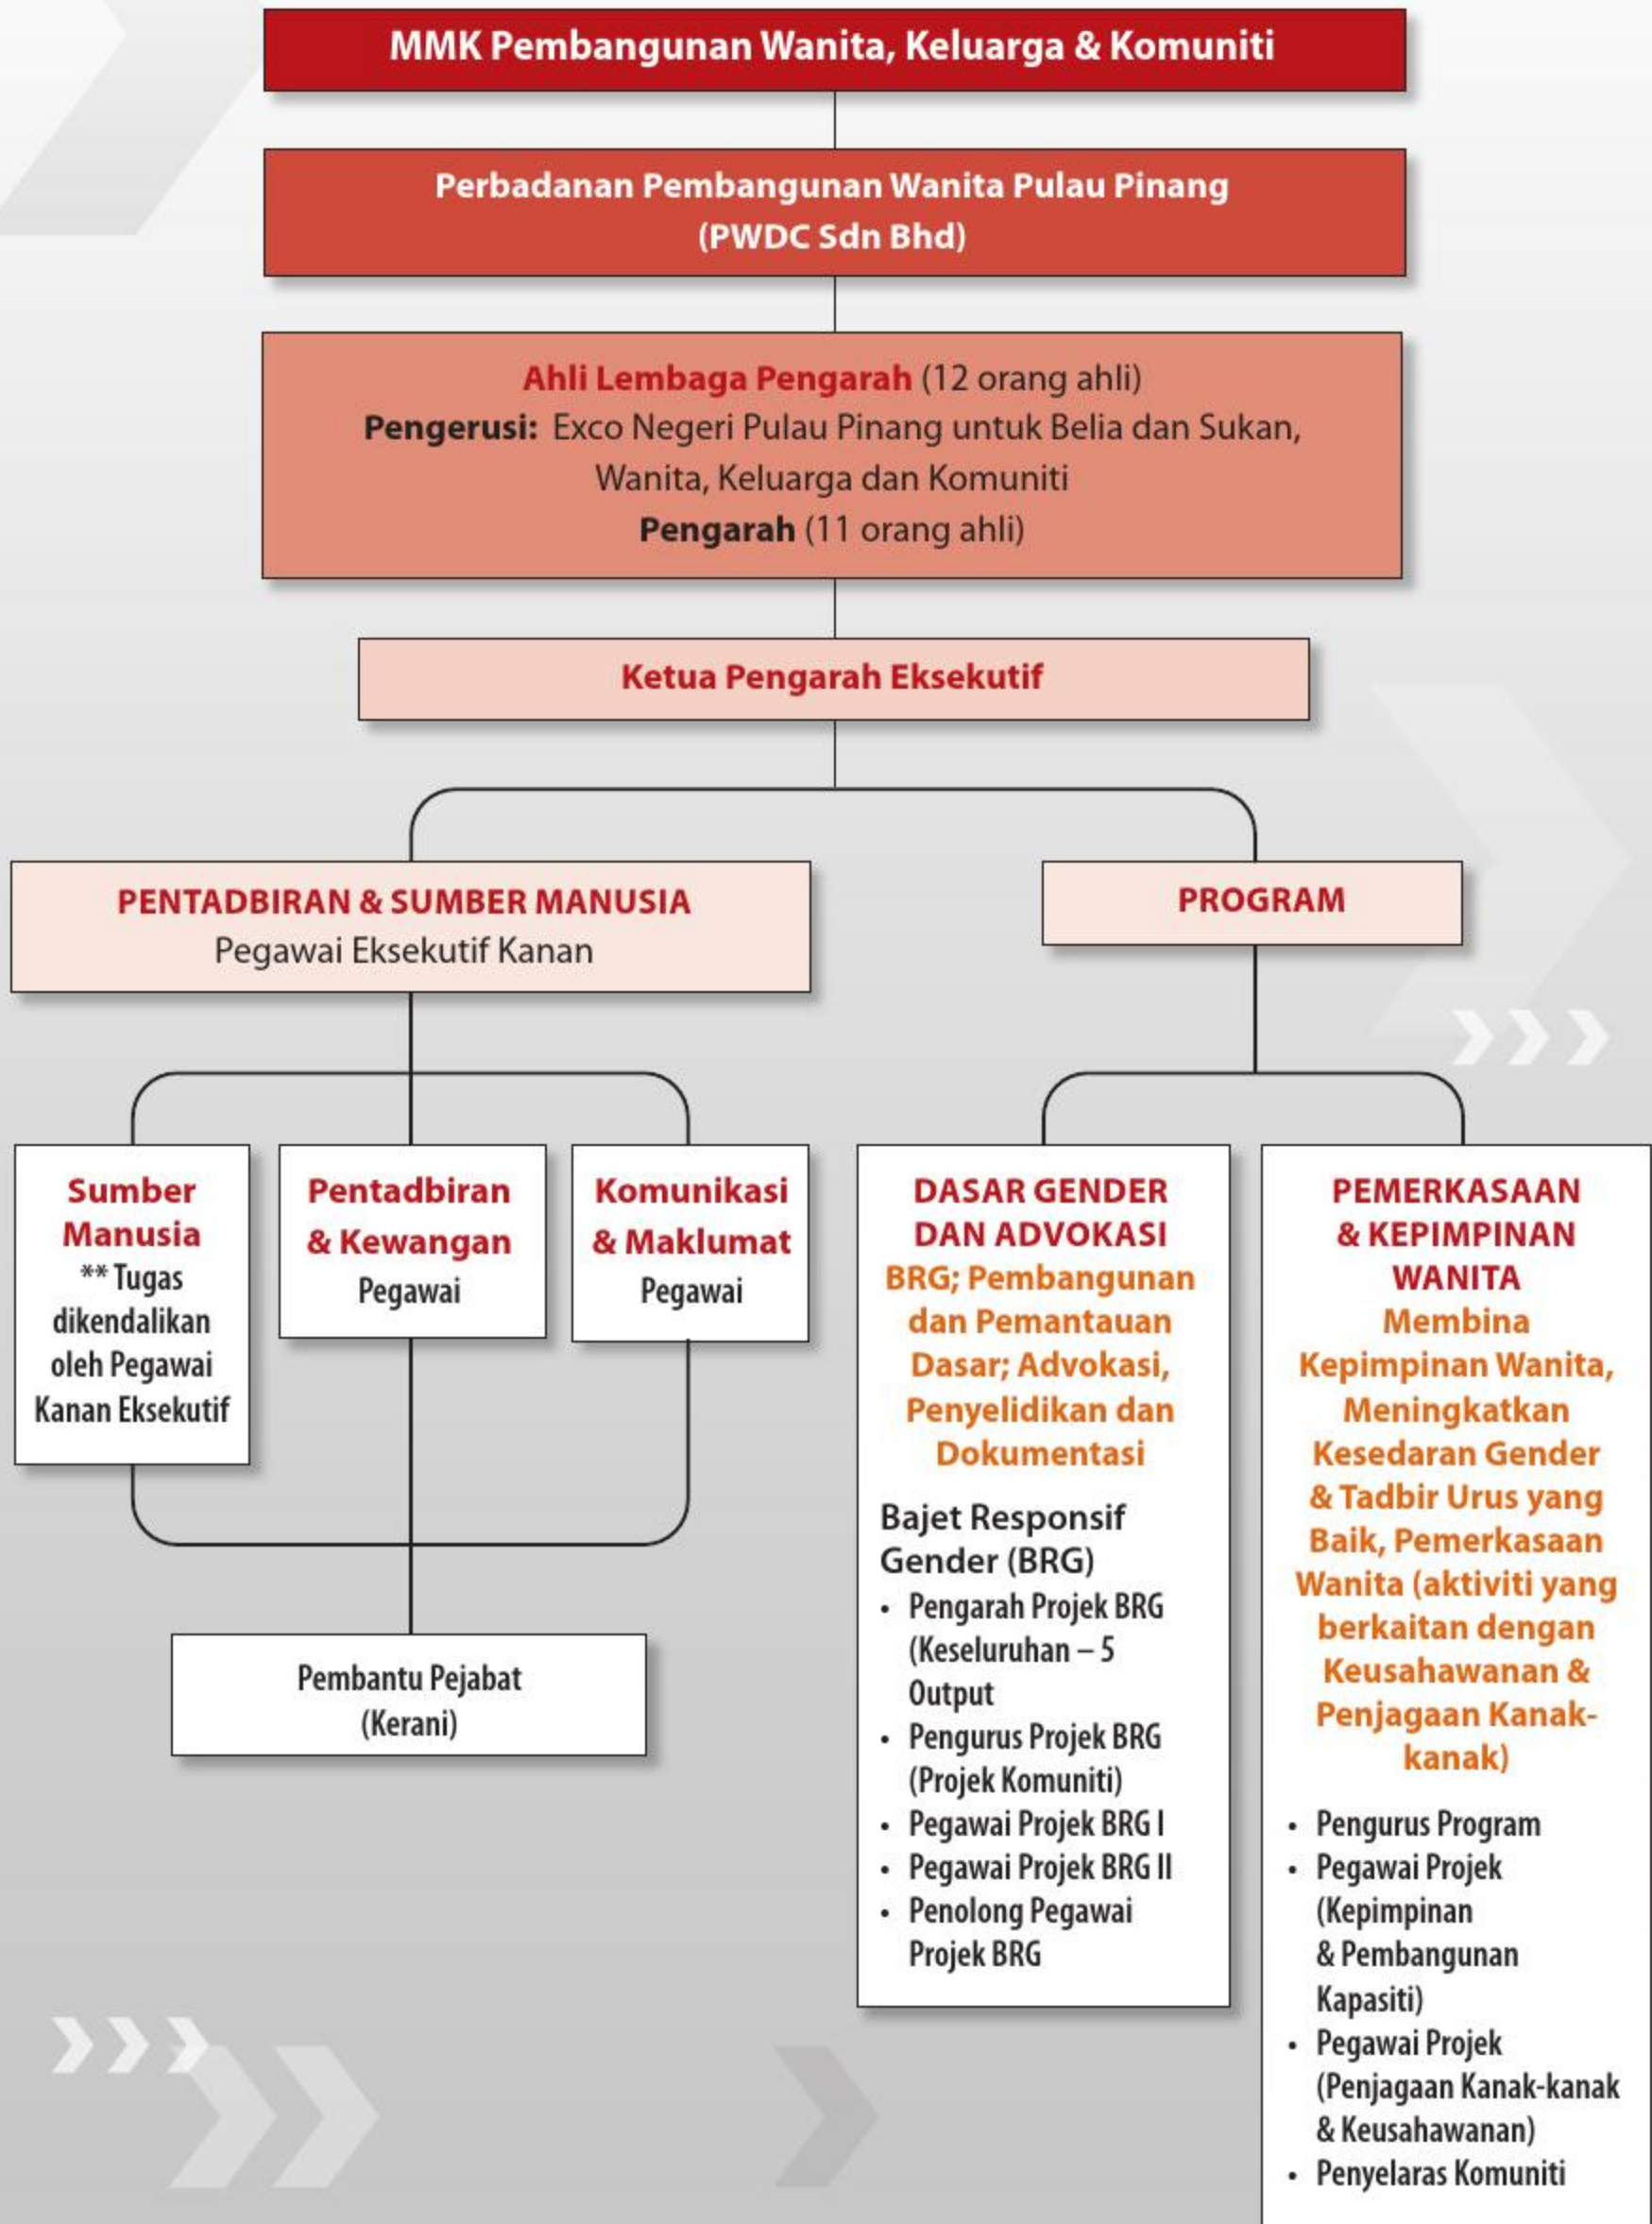 MMK Pembangunan Wanita, Keluarga & Komuniti
Perbadanan Pembangunan Wanita Pulau Pinang
(PWDC Sdn Bhd)
Ahli Lembaga Pengarah (12 orang ahli)
Pengerusi: Exco Negeri Pulau Pinang untuk Belia dan Sukan,
Wanita, Keluarga dan Komuniti
Pengarah (11 orang ahli)
Ketua Pengarah Eksekutif
PENTADBIRAN & SUMBER MANUSIA
Pegawai Eksekutif Kanan
PROGRAM
Sumber
Manusia
** Tugas
dikendalikan
oleh Pegawai
Kanan Eksekutif
Pentadbiran
& Kewangan
Pegawai
Komunikasi
& Maklumat
Pegawai
Pembantu Pejabat
(Kerani)
DASAR GENDER
DAN ADVOKASI
BRG; Pembangunan
dan Pemantauan
Dasar; Advokasi,
Penyelidikan dan
Dokumentasi
Bajet Responsif
Gender (BRG)
• Pengarah Projek BRG
(Keseluruhan – 5
Output
• Pengurus Projek BRG
(Projek Komuniti)
• Pegawai Projek BRG I
• Pegawai Projek BRG II
• Penolong Pegawai
Projek BRG
PEMERKASAAN
& KEPIMPINAN
WANITA
Membina
Kepimpinan Wanita,
Meningkatkan
Kesedaran Gender
& Tadbir Urus yang
Baik, Pemerkasaan
Wanita (aktiviti yang
berkaitan dengan
Keusahawanan &
Penjagaan Kanak-
kanak)
• Pengurus Program
• Pegawai Projek
(Kepimpinan
& Pembangunan
Kapasiti)
• Pegawai Projek
(Penjagaan Kanak-kanak
& Keusahawanan)
• Penyelaras Komuniti